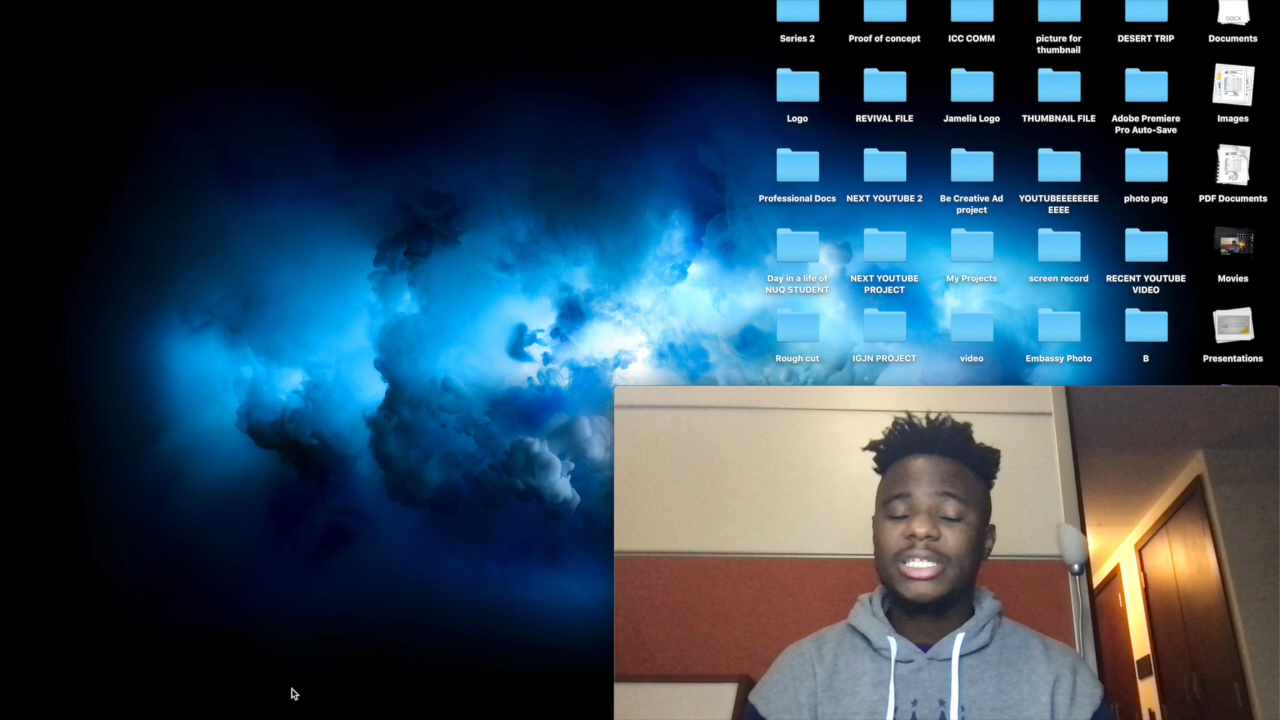 Series 2
Proof of concept
ICC COMM
picture for
thumbnail
DESERT TRIP
Documents
DOCX
Logo
REVIVAL FILE
Jamelia Logo
THUMBNAIL FILE
Adobe Premiere
Pro Auto-Save
Images
Professional Docs
NEXT YOUTUBE 2
Be Creative Ad
project
YOUTUBEEEEEEEE
EEEE
photo png
PDF Documents
PDF
Day in a life of
NUQ STUDENT
NEXT YOUTUBE
PROJECT
My Projects
screen record
RECENT YOUTUBE
VIDEO
Movies
Rough cut
IGJN PROJECT
video
Embassy Photo
B
Presentations